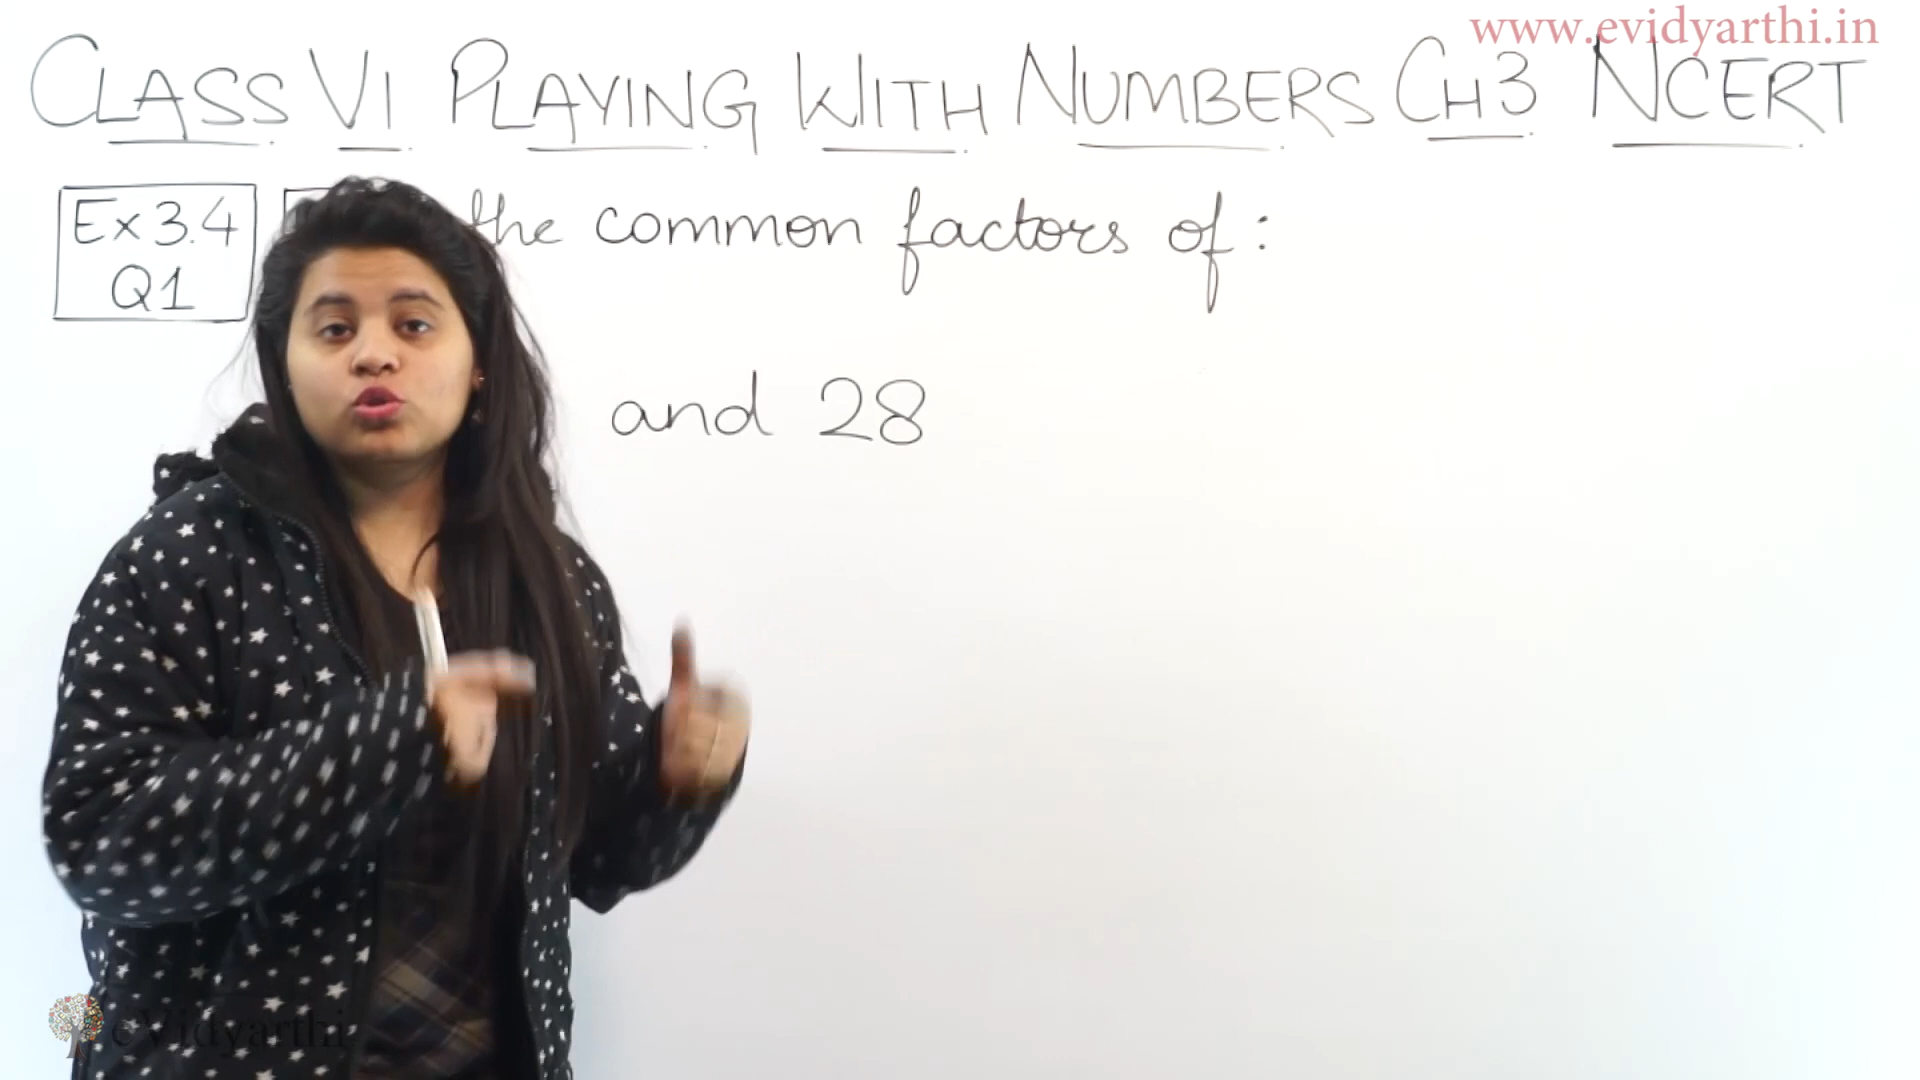 www.evidyarthi.in
CLASS VI PLAYING WITH NUMBERS CH3 NCERT
Ex 3.4
Q1
the common factors of :
and 28
eVidyarthi